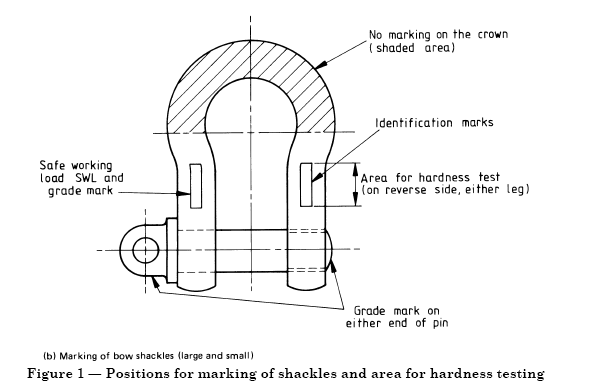 No marking on the crown
(shaded area)
Identification marks
Safe working
load SWL and
grade mark
Area for hardness test
(on reverse side, either leg)
Grade mark on
either end of pin
(b) Marking of bow shackles (large and small)
Figure 1 — Positions for marking of shackles and area for hardness testing